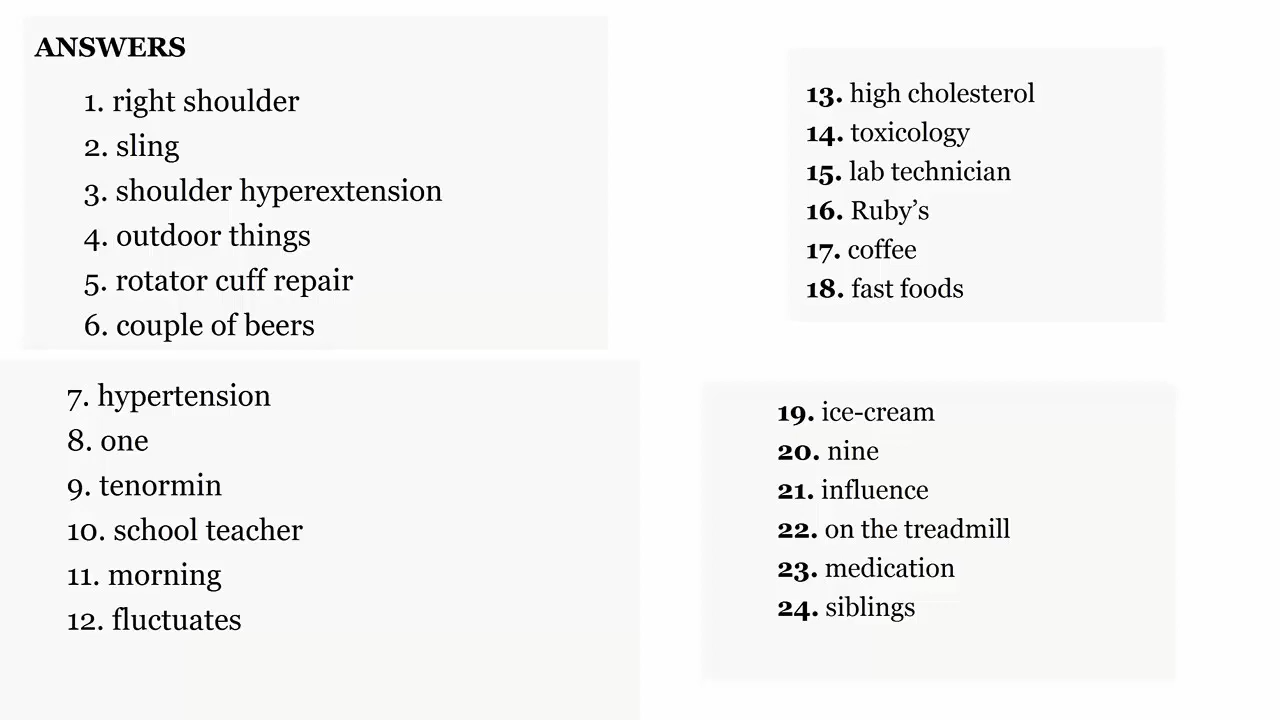 ANSWERS
1. right shoulder
2. sling
3. shoulder hyperextension
4. outdoor things
5. rotator cuff repair
6. couple of beers
7. hypertension
8. one
9. tenormin
10. school teacher
11. morning
12. fluctuates
13. high cholesterol
14. toxicology
15. lab technician
16. Ruby’s
17. coffee
18. fast foods
19. ice-cream
20. nine
21. influence
22. on the treadmill
23. medication
24. siblings